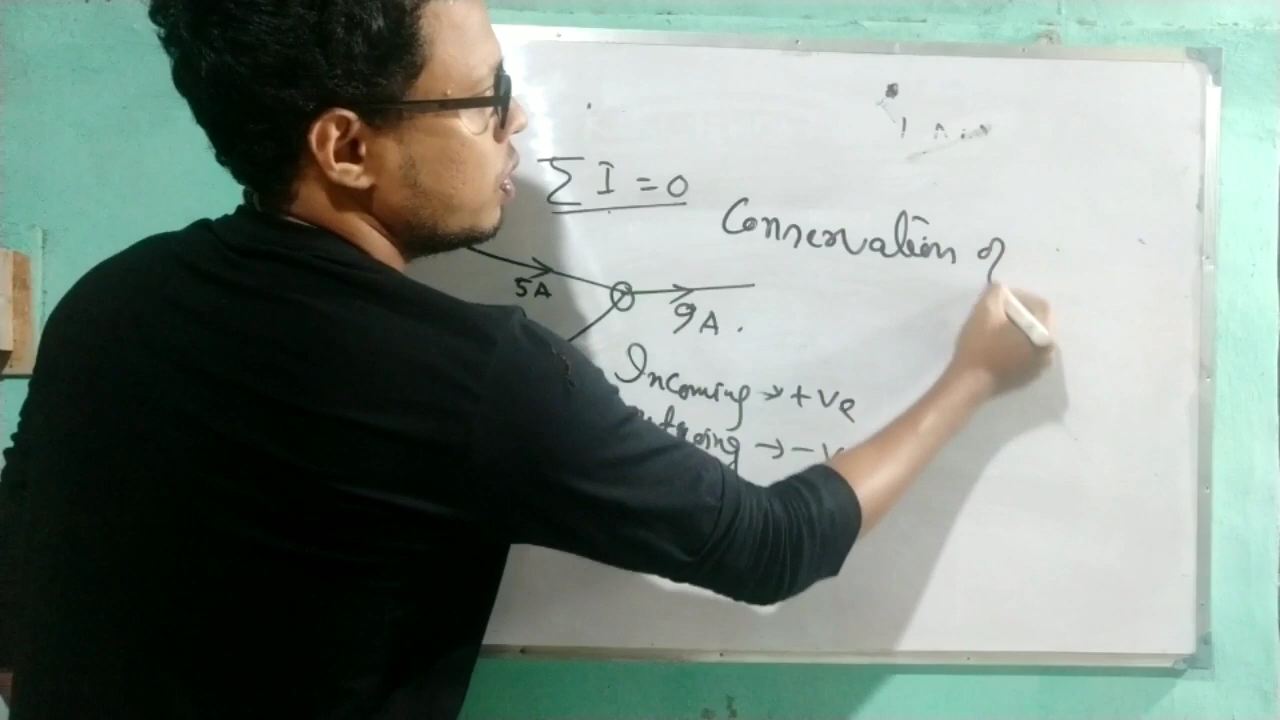 Σ I = 0
Conservation of
5A
9A.
Incoming → +ve
→ -